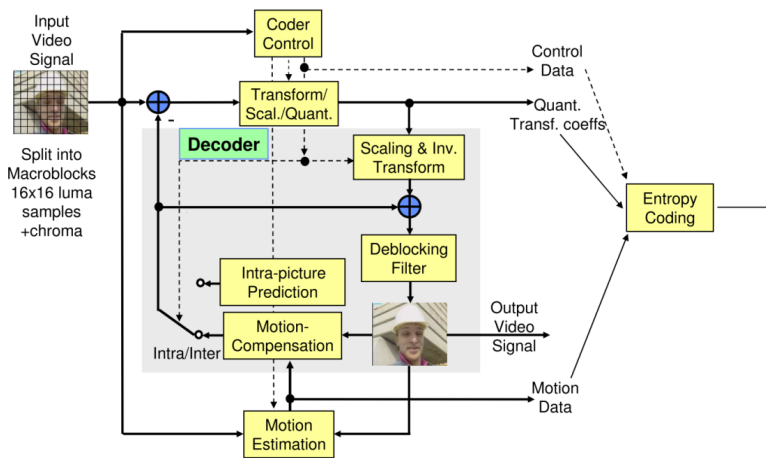 Input
Video
Signal
Split into
Macroblocks
16x16 luma
samples
+chroma
Coder
Control
Transform/
Scal./Quant.
-
Decoder
Scaling & Inv.
Transform
Deblocking
Filter
Intra-picture
Prediction
Motion-
Compensation
Intra/Inter
Motion
Estimation
Control
Data
Quant.
Transf. coeffs
Entropy
Coding
Output
Video
Signal
Motion
Data